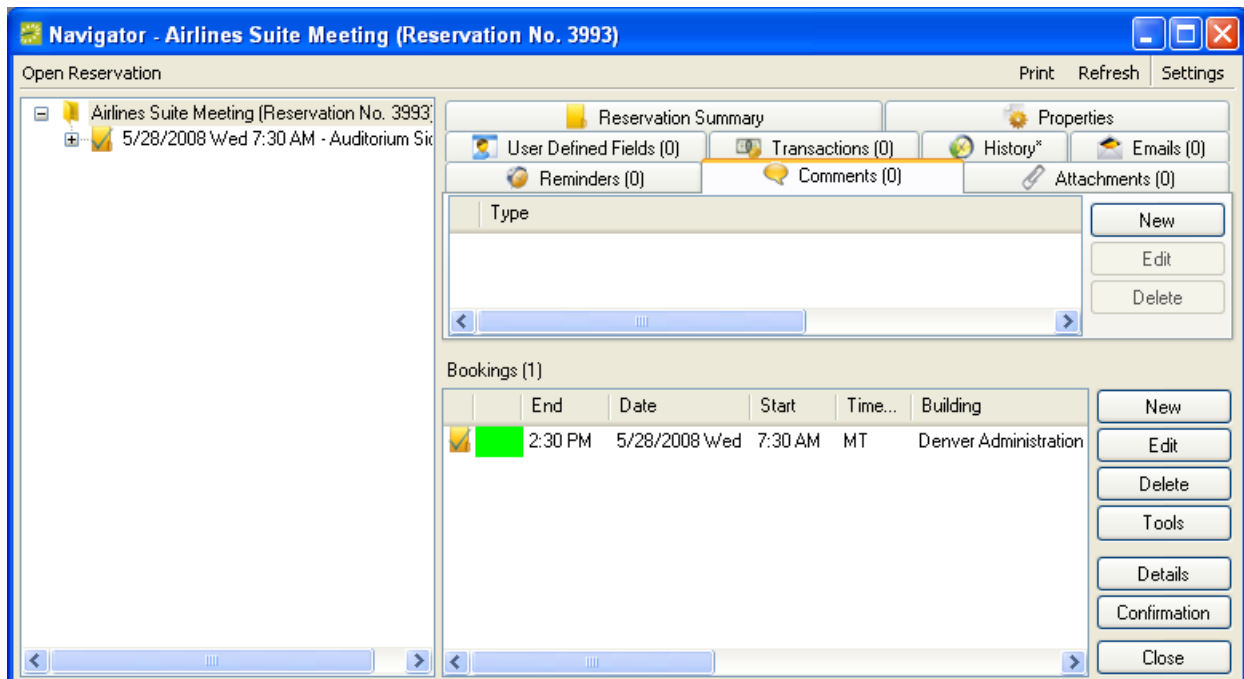 Navigator - Airlines Suite Meeting (Reservation No. 3993)
Open Reservation Print Refresh Settings
Airlines Suite Meeting (Reservation No. 3993)
5/28/2008 Wed 7:30 AM - Auditorium Sid
Reservation Summary Properties
User Defined Fields (0) Transactions (0) History* Emails (0)
Reminders (0) Comments (0) Attachments (0)
Type
New
Edit
Delete
Bookings (1)
End Date Start Time... Building
2:30 PM 5/28/2008 Wed 7:30 AM MT Denver Administration
New
Edit
Delete
Tools
Details
Confirmation
Close